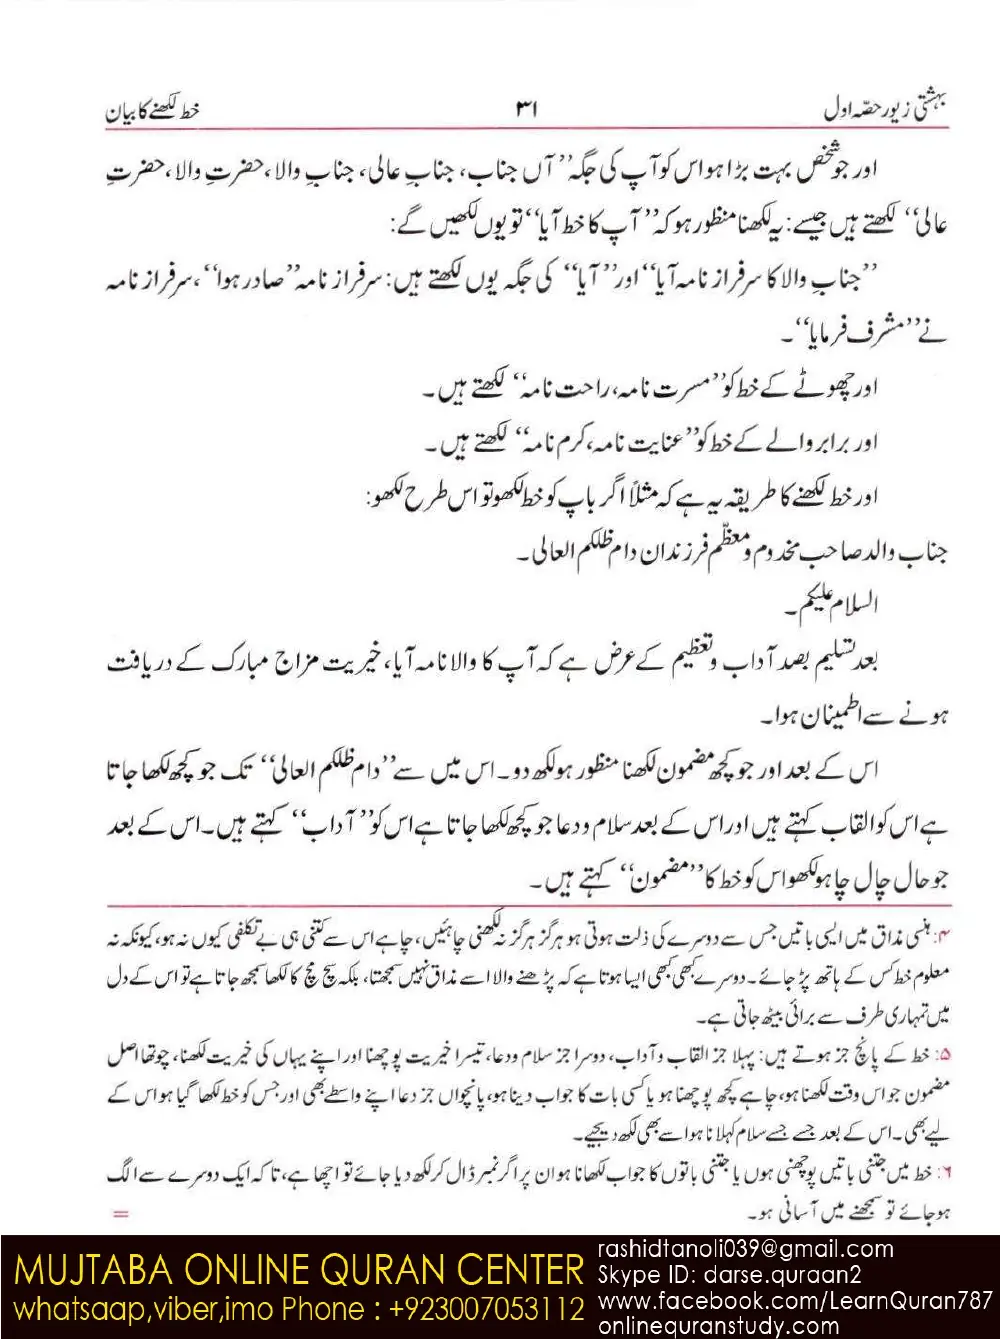 بہشتی زیور حصّہ اول ۳۱ خط لکھنے کا بیان
اور جو شخص بہت بڑا ہو اس کو آپ کی جگہ ’’آں جناب، جنابِ عالی، جنابِ والا، حضرتِ والا، حضرتِ
عالی‘‘ لکھتے ہیں جیسے: یہ لکھنا منظور ہو کہ ’’آپ کا خط آیا‘‘ تو یوں لکھیں گے:
’’جنابِ والا کا سرفراز نامہ آیا‘‘ اور ’’آیا‘‘ کی جگہ یوں لکھتے ہیں: سرفراز نامہ ’’صادر ہوا‘‘، سرفراز نامہ
نے ’’مشرف فرمایا‘‘۔
اور چھوٹے کے خط کو ’’مسرت نامہ، راحت نامہ‘‘ لکھتے ہیں۔
اور برابر والے کے خط کو ’’عنایت نامہ، کرم نامہ‘‘ لکھتے ہیں۔
اور خط لکھنے کا طریقہ یہ ہے کہ مثلاً اگر باپ کو خط لکھو تو اس طرح لکھو:
جناب والد صاحب مخدوم و معظّم فرزندان دام ظلکم العالی۔
السلام علیکم۔
بعد تسلیم بصد آداب و تعظیم کے عرض ہے کہ آپ کا والا نامہ آیا، خیریت مزاج مبارک کے دریافت
ہونے سے اطمینان ہوا۔
اس کے بعد اور جو کچھ مضمون لکھنا منظور ہو لکھ دو۔ اس میں سے ’’دام ظلکم العالی‘‘ تک جو کچھ لکھا جاتا
ہے اس کو القاب کہتے ہیں اور اس کے بعد سلام و دعا جو کچھ لکھا جاتا ہے اس کو ’’آداب‘‘ کہتے ہیں۔ اس کے بعد
جو حال چال چاہو لکھو اس کو خط کا ’’مضمون‘‘ کہتے ہیں۔
۴: ہنسی مذاق میں ایسی باتیں جس سے دوسرے کی ذلت ہوتی ہو ہرگز ہرگز نہ لکھنی چاہئیں، چاہے اس سے کتنی ہی بے تکلفی کیوں نہ ہو، کیونکہ نہ
معلوم خط کس کے ہاتھ پڑ جائے۔ دوسرے کبھی کبھی ایسا ہوتا ہے کہ پڑھنے والا اسے مذاق نہیں سمجھتا، بلکہ سچ مچ کا لکھا سمجھ جاتا ہے تو اس کے دل
میں تمہاری طرف سے برائی بیٹھ جاتی ہے۔
۵: خط کے پانچ جز ہوتے ہیں: پہلا جز القاب و آداب، دوسرا جز سلام و دعا، تیسرا خیریت پوچھنا اور اپنے یہاں کی خیریت لکھنا، چوتھا اصل
مضمون جو اس وقت لکھنا ہو، چاہے کچھ پوچھنا ہو یا کسی بات کا جواب دینا ہو، پانچواں جز دعا اپنے واسطے بھی اور جس کو خط لکھا گیا ہو اس کے
لیے بھی۔ اس کے بعد جسے جسے سلام کہلانا ہو اسے بھی لکھ دیجیے۔
۶: خط میں جتنی باتیں پوچھنی ہوں یا جتنی باتوں کا جواب لکھانا ہو ان پر اگر نمبر ڈال کر لکھ دیا جائے تو اچھا ہے، تاکہ ایک دوسرے سے الگ
ہوجائے تو سمجھنے میں آسانی ہو۔ =
MUJTABA ONLINE QURAN CENTER
whatsaap,viber,imo Phone : +923007053112
rashidtanoli039@gmail.com
Skype ID: darse.quraan2
www.facebook.com/LearnQuran787
onlinequranstudy.com